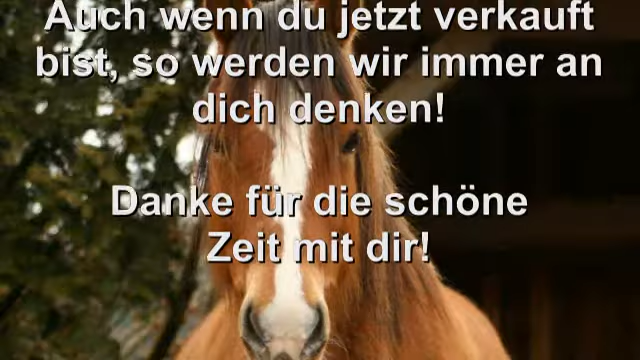 Auch wenn du jetzt verkauft
bist, so werden wir immer an
dich denken!
Danke für die schöne
Zeit mit dir!